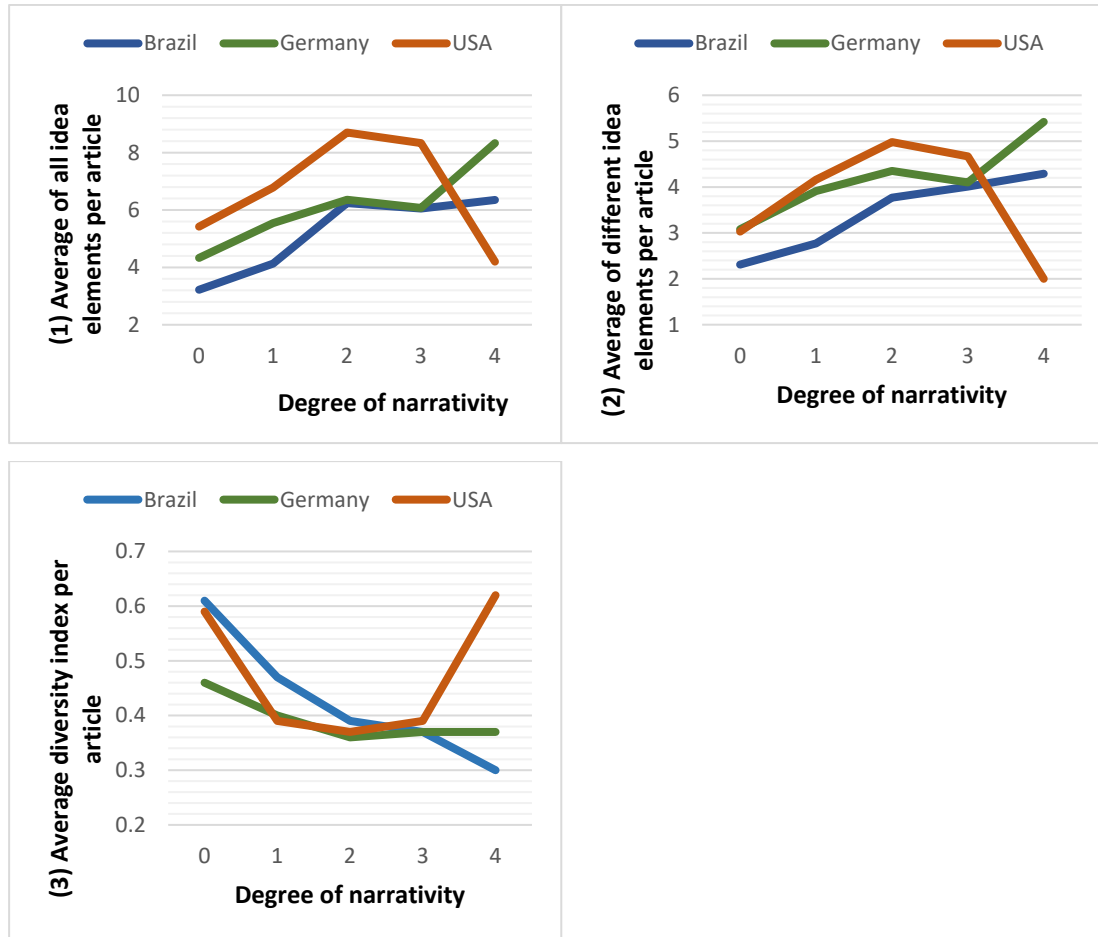 Brazil Germany USA
(1) Average of all idea
elements per article
10
8
6
4
2
0 1 2 3 4
Degree of narrativity
Brazil Germany USA
(2) Average of different idea
elements per article
6
5
4
3
2
1
0 1 2 3 4
Degree of narrativity
Brazil Germany USA
(3) Average diversity index per
article
0.7
0.6
0.5
0.4
0.3
0.2
0 1 2 3 4
Degree of narrativity